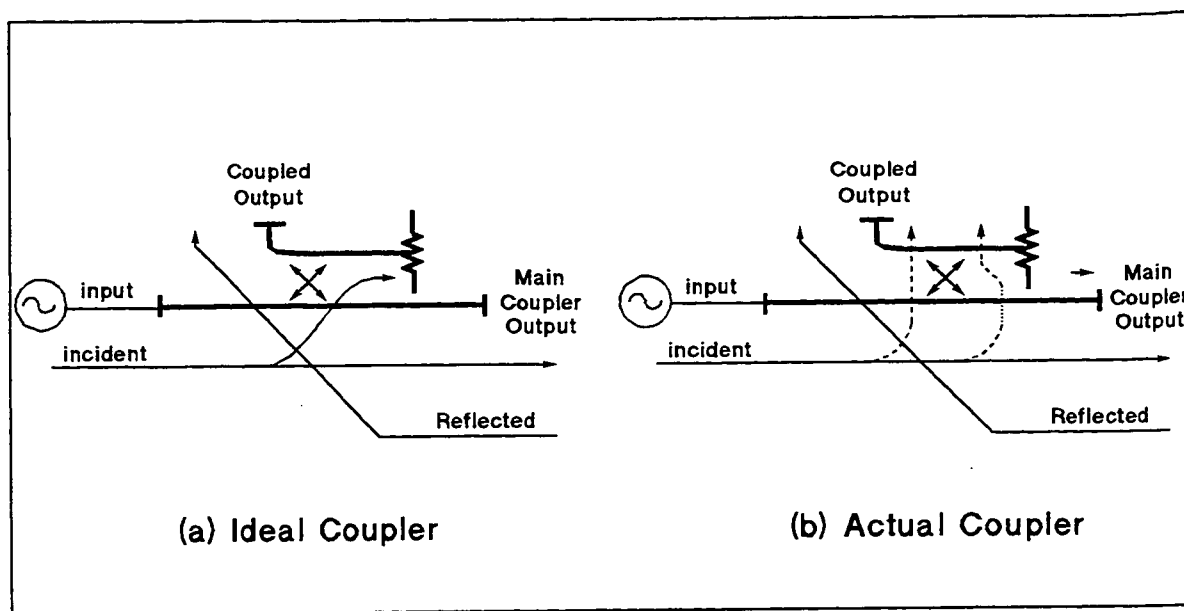 Coupled
Output
input
Main
Coupler
Output
incident
Reflected
(a) Ideal Coupler
Coupled
Output
input
Main
Coupler
Output
incident
Reflected
(b) Actual Coupler